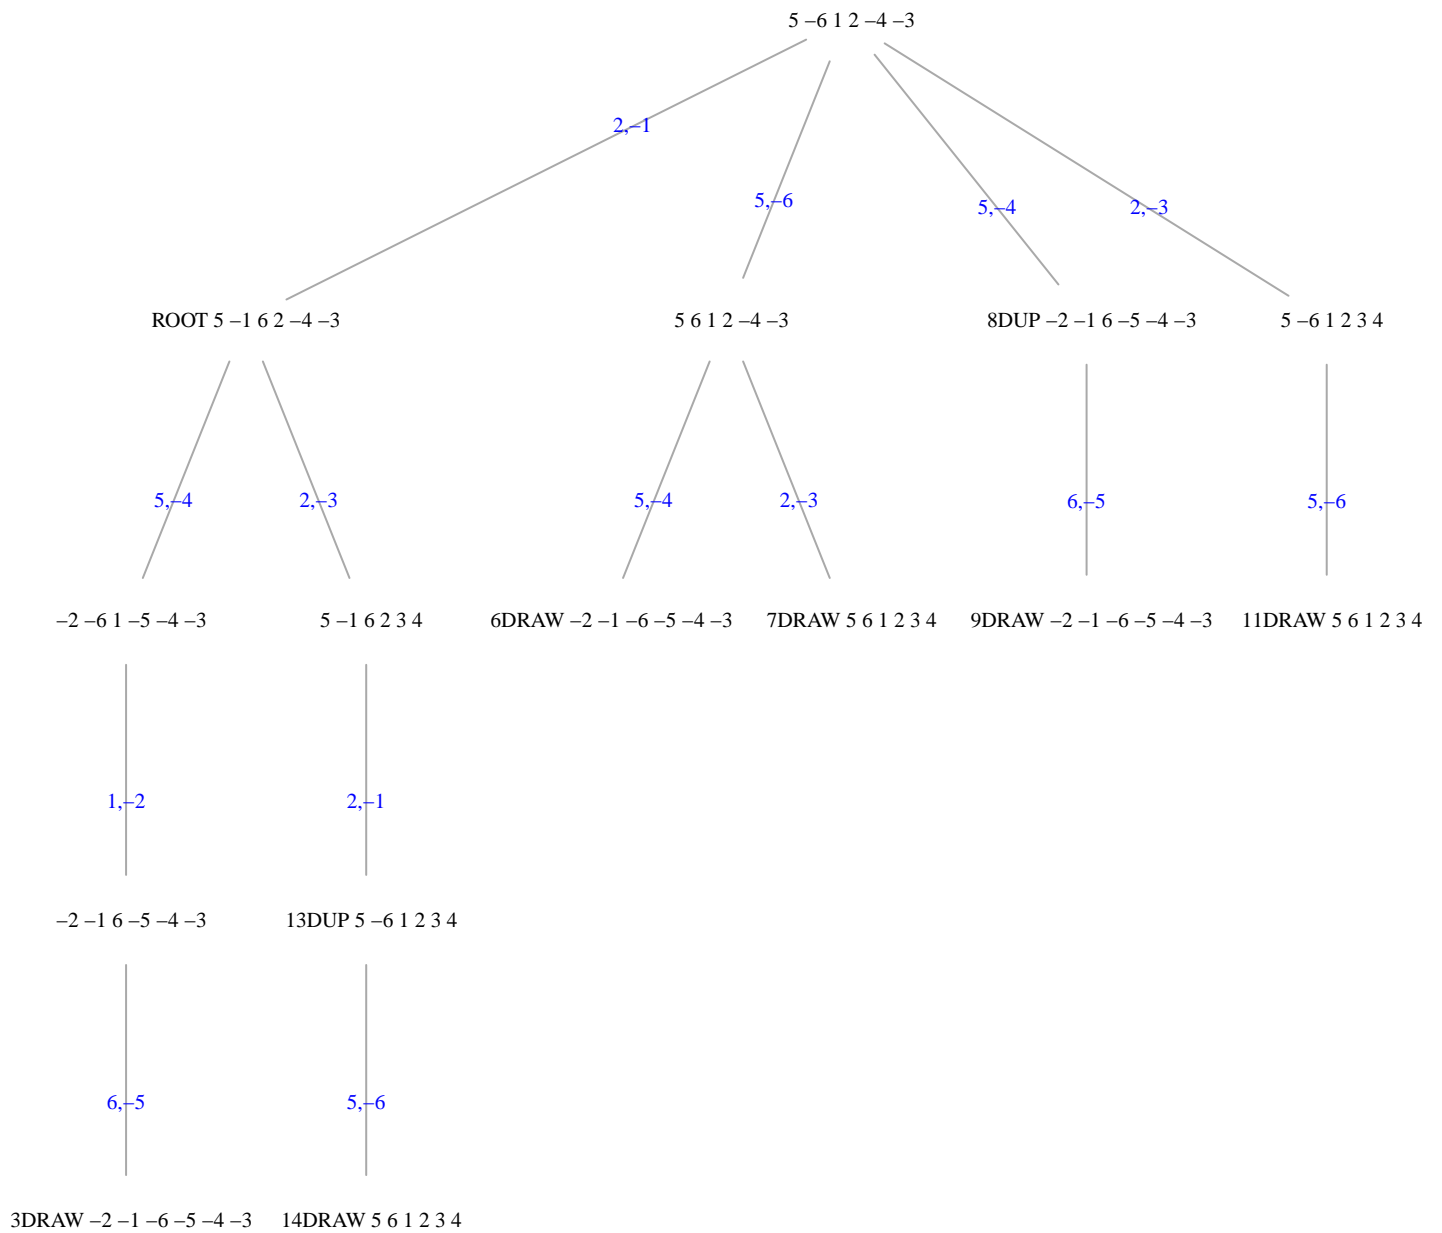 5 –6 1 2 –4 –3
2,–1
5,–6
5,–4
2,–3
ROOT 5 –1 6 2 –4 –3
5 6 1 2 –4 –3
8DUP –2 –1 6 –5 –4 –3
5 –6 1 2 3 4
5,–4
2,–3
5,–4
2,–3
6,–5
5,–6
–2 –6 1 –5 –4 –3
5 –1 6 2 3 4
6DRAW –2 –1 –6 –5 –4 –3
7DRAW 5 6 1 2 3 4
9DRAW –2 –1 –6 –5 –4 –3
11DRAW 5 6 1 2 3 4
1,–2
2,–1
–2 –1 6 –5 –4 –3
13DUP 5 –6 1 2 3 4
6,–5
5,–6
3DRAW –2 –1 –6 –5 –4 –3
14DRAW 5 6 1 2 3 4